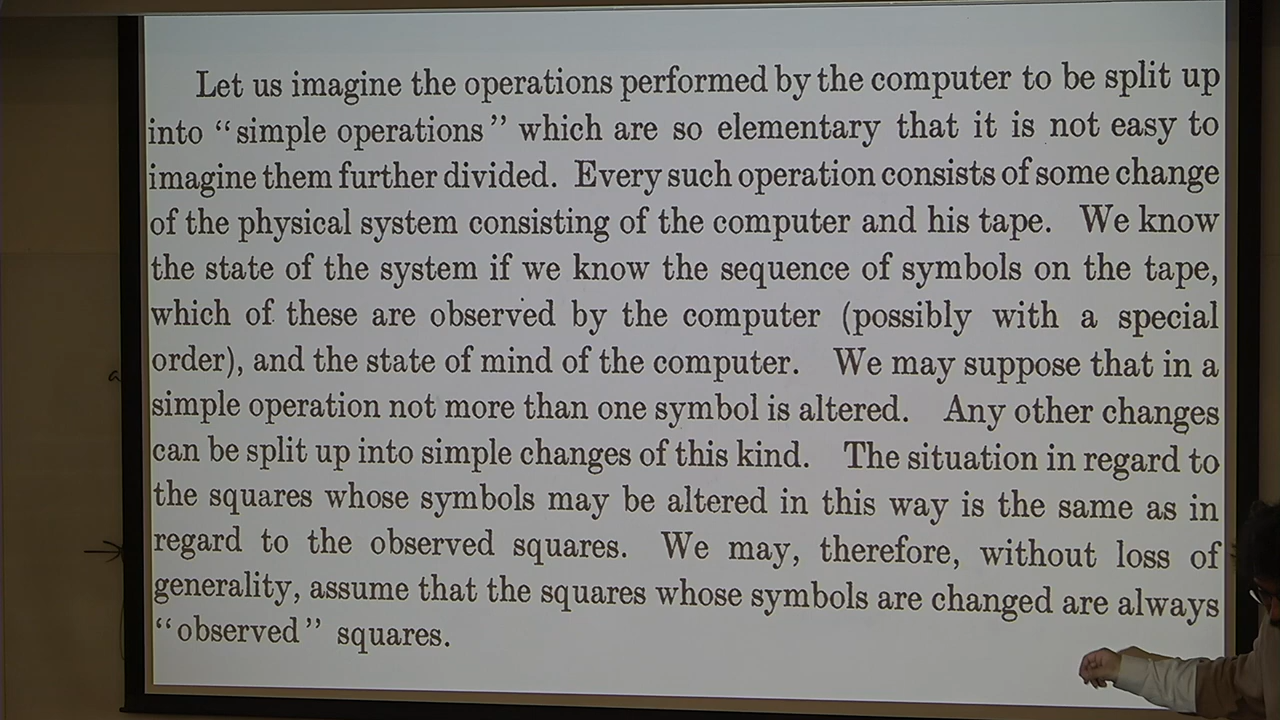 Let us imagine the operations performed by the computer to be split up
into “simple operations” which are so elementary that it is not easy to
imagine them further divided. Every such operation consists of some change
of the physical system consisting of the computer and his tape. We know
the state of the system if we know the sequence of symbols on the tape,
which of these are observed by the computer (possibly with a special
order), and the state of mind of the computer. We may suppose that in a
simple operation not more than one symbol is altered. Any other changes
can be split up into simple changes of this kind. The situation in regard to
the squares whose symbols may be altered in this way is the same as in
regard to the observed squares. We may, therefore, without loss of
generality, assume that the squares whose symbols are changed are always
“observed” squares.